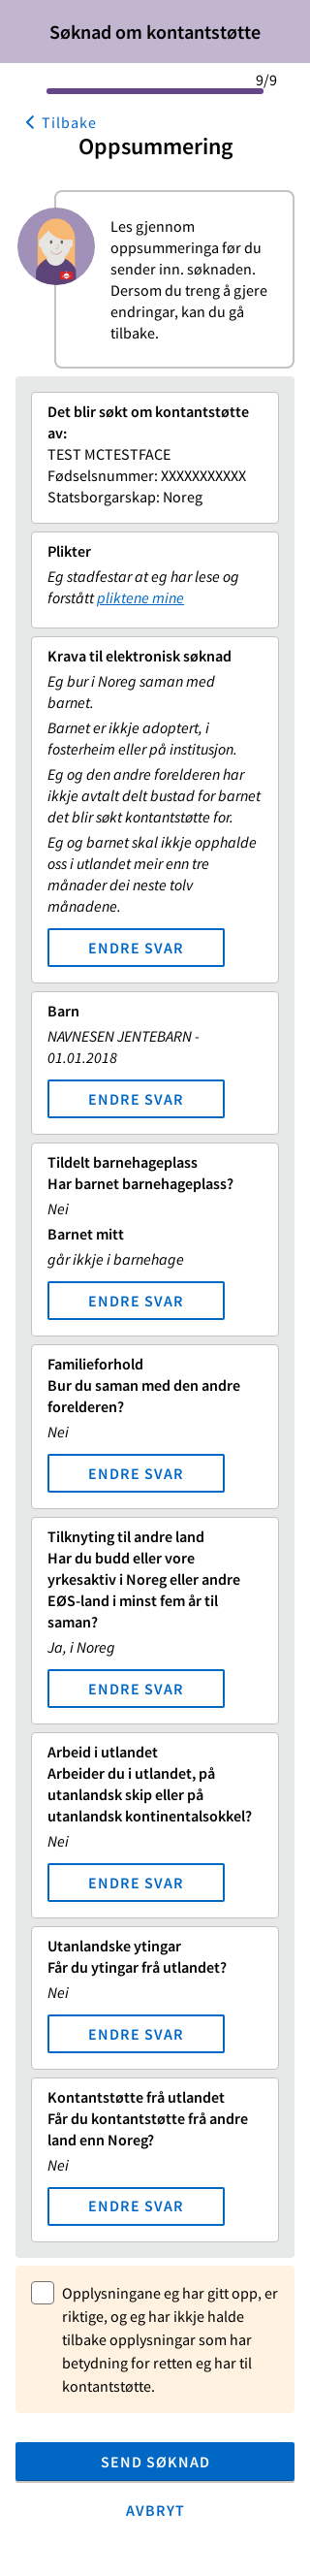 Søknad om kontantstøtte
9/9
Tilbake
Oppsummering
Les gjennom
oppsummeringa før du
sender inn. søknaden.
Dersom du treng å gjere
endringar, kan du gå
tilbake.
Det blir søkt om kontantstøtte
av:
TEST MCTESTFACE
Fødselsnummer: XXXXXXXXXXX
Statsborgarskap: Noreg
Plikter
Eg stadfestar at eg har lese og
forstått pliktene mine
Krava til elektronisk søknad
Eg bur i Noreg saman med
barnet.
Barnet er ikkje adoptert, i
fosterheim eller på institusjon.
Eg og den andre forelderen har
ikkje avtalt delt bustad for barnet
det blir søkt kontantstøtte for.
Eg og barnet skal ikkje opphalde
oss i utlandet meir enn tre
månader dei neste tolv
månadene.
ENDRE SVAR
Barn
NAVNESEN JENTEBARN -
01.01.2018
ENDRE SVAR
Tildelt barnehageplass
Har barnet barnehageplass?
Nei
Barnet mitt
går ikkje i barnehage
ENDRE SVAR
Familieforhold
Bur du saman med den andre
forelderen?
Nei
ENDRE SVAR
Tilknyting til andre land
Har du budd eller vore
yrkesaktiv i Noreg eller andre
EØS-land i minst fem år til
saman?
Ja, i Noreg
ENDRE SVAR
Arbeid i utlandet
Arbeider du i utlandet, på
utanlandsk skip eller på
utanlandsk kontinentalsokkel?
Nei
ENDRE SVAR
Utanlandske ytingar
Får du ytingar frå utlandet?
Nei
ENDRE SVAR
Kontantstøtte frå utlandet
Får du kontantstøtte frå andre
land enn Noreg?
Nei
ENDRE SVAR
Opplysningane eg har gitt opp, er
riktige, og eg har ikkje halde
tilbake opplysningar som har
betydning for retten eg har til
kontantstøtte.
SEND SØKNAD
AVBRYT